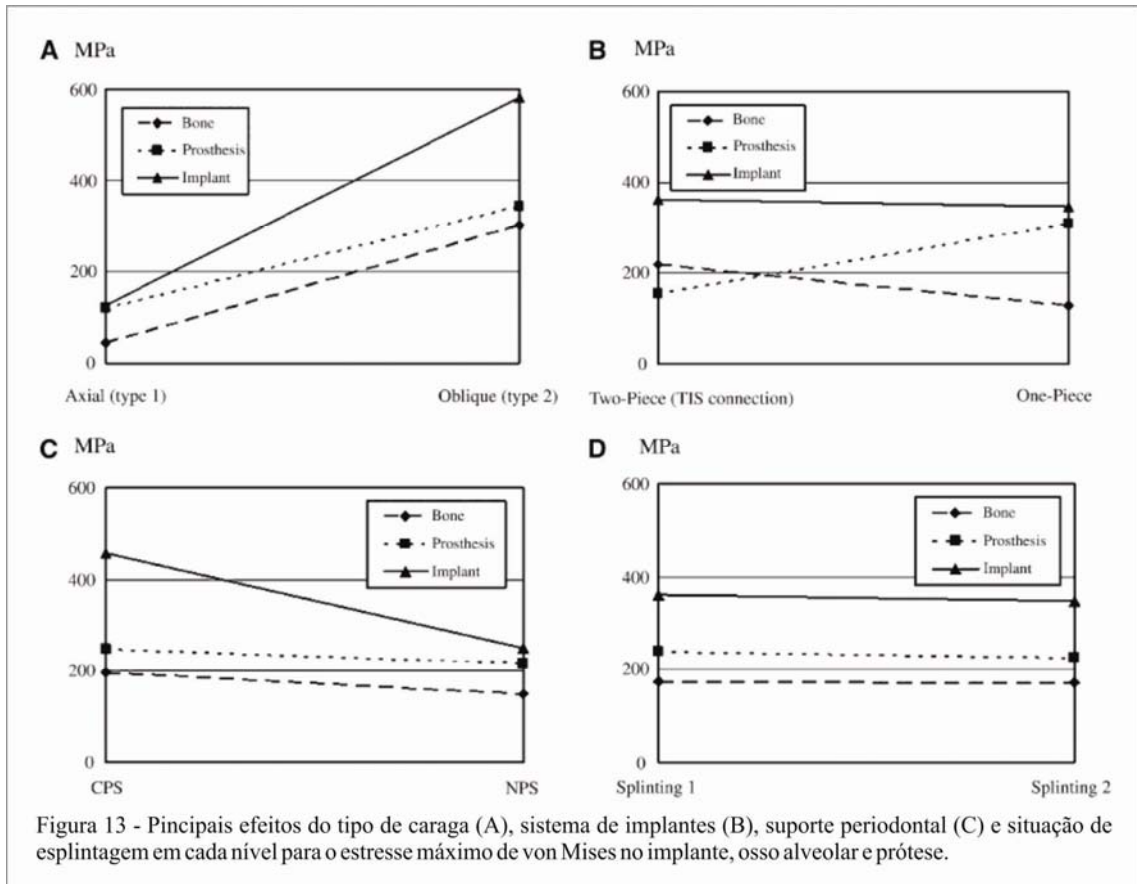 A MPa
600
400
200
0
Bone
Prosthesis
Implant
Axial (type 1) Oblique (type 2)
B MPa
600
400
200
0
Bone
Prosthesis
Implant
Two-Piece (TIS connection) One-Piece
C MPa
600
400
200
0
Bone
Prosthesis
Implant
CPS NPS
D MPa
600
400
200
0
Bone
Prosthesis
Implant
Splinting 1 Splinting 2
Figura 13 - Pincipais efeitos do tipo de caraga (A), sistema de implantes (B), suporte periodontal (C) e situação de
esplintagem em cada nível para o estresse máximo de von Mises no implante, osso alveolar e prótese.